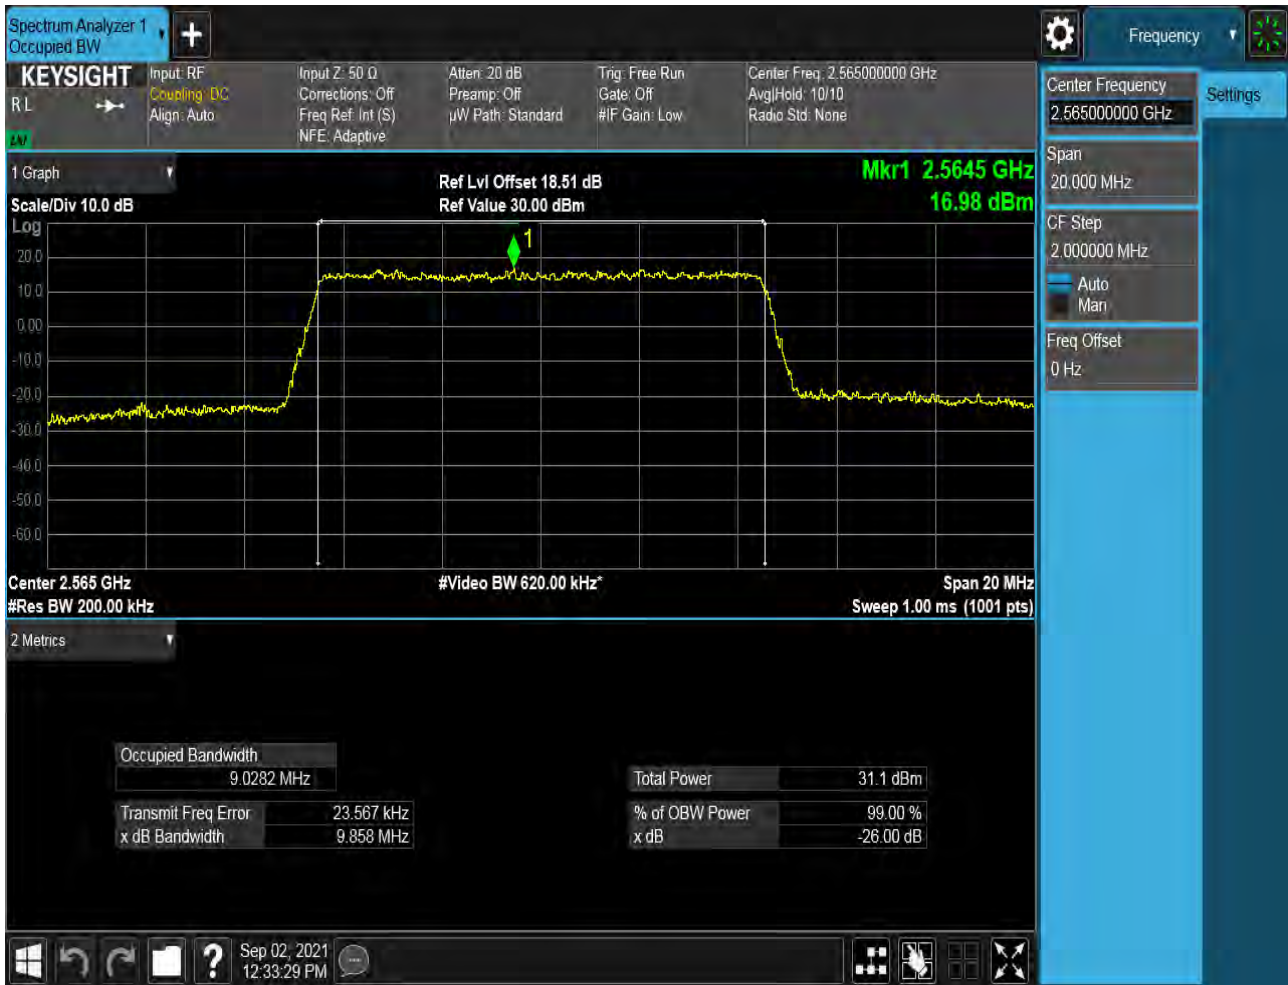 Spectrum Analyzer 1
Occupied BW
Frequency
KEYSIGHT
R L
Input: RF
Coupling: DC
Align: Auto
Input Z: 50 Ω
Corrections: Off
Freq Ref: Int (S)
NFE: Adaptive
Atten: 20 dB
Preamp: Off
µW Path: Standard
Trig: Free Run
Gate: Off
#IF Gain: Low
Center Freq: 2.565000000 GHz
Avg|Hold: 10/10
Radio Std: None
Center Frequency
2.565000000 GHz
Settings
Span
20.000 MHz
CF Step
2.000000 MHz
Auto
Man
Freq Offset
0 Hz
1 Graph
Scale/Div 10.0 dB
Ref Lvl Offset 18.51 dB
Ref Value 30.00 dBm
Mkr1 2.5645 GHz
16.98 dBm
Log
1
20.0
10.0
0.00
-10.0
-20.0
-30.0
-40.0
-50.0
-60.0
Center 2.565 GHz
#Video BW 620.00 kHz*
Span 20 MHz
#Res BW 200.00 kHz
Sweep 1.00 ms (1001 pts)
2 Metrics
Occupied Bandwidth
9.0282 MHz
Transmit Freq Error 23.567 kHz
x dB Bandwidth 9.858 MHz
Total Power 31.1 dBm
% of OBW Power 99.00 %
x dB -26.00 dB
?
Sep 02, 2021
12:33:29 PM